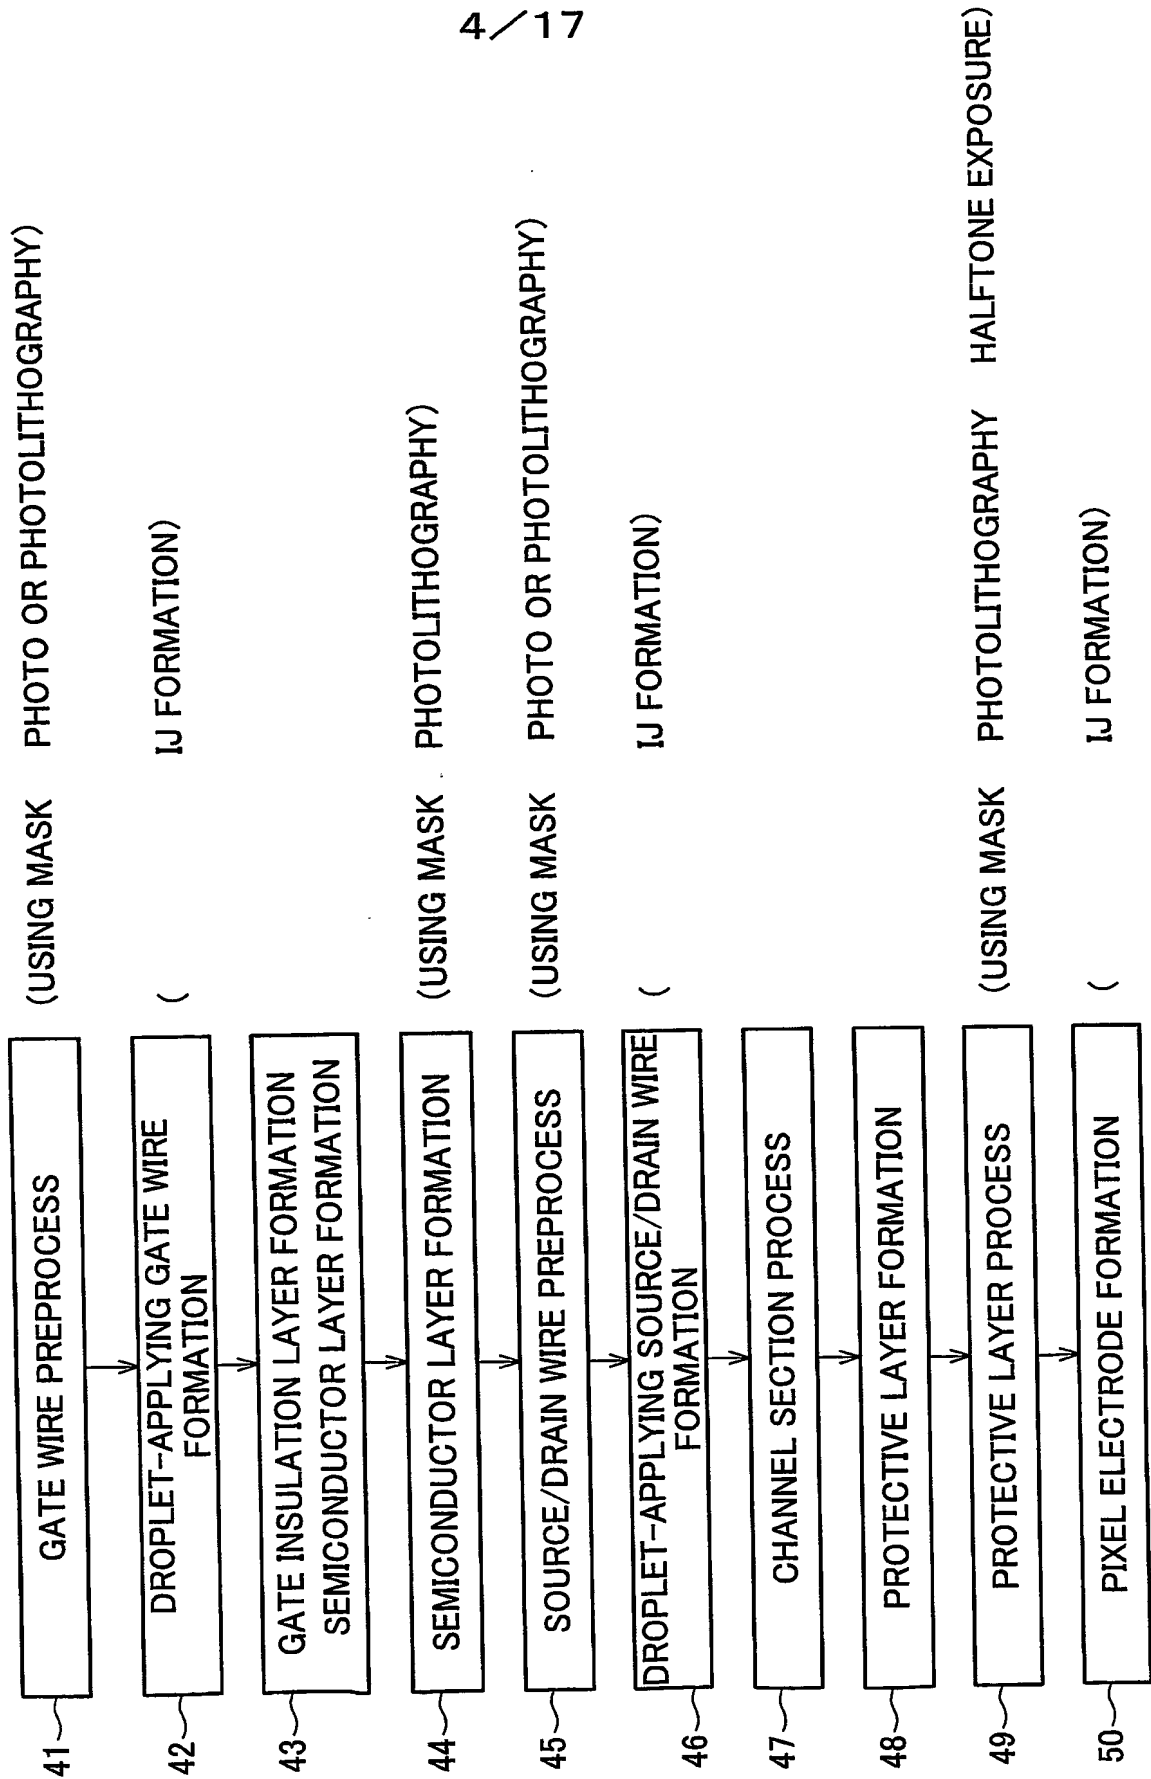 4/17
41 GATE WIRE PREPROCESS (USING MASK PHOTO OR PHOTOLITHOGRAPHY)
42 DROPLET-APPLYING GATE WIRE
FORMATION
( IJ FORMATION)
43 GATE INSULATION LAYER FORMATION
SEMICONDUCTOR LAYER FORMATION
44 SEMICONDUCTOR LAYER FORMATION (USING MASK PHOTOLITHOGRAPHY)
45 SOURCE/DRAIN WIRE PREPROCESS (USING MASK PHOTO OR PHOTOLITHOGRAPHY)
46 DROPLET-APPLYING SOURCE/DRAIN WIRE
FORMATION
( IJ FORMATION)
47 CHANNEL SECTION PROCESS
48 PROTECTIVE LAYER FORMATION
49 PROTECTIVE LAYER PROCESS (USING MASK PHOTOLITHOGRAPHY HALFTONE EXPOSURE)
50 PIXEL ELECTRODE FORMATION ( IJ FORMATION)